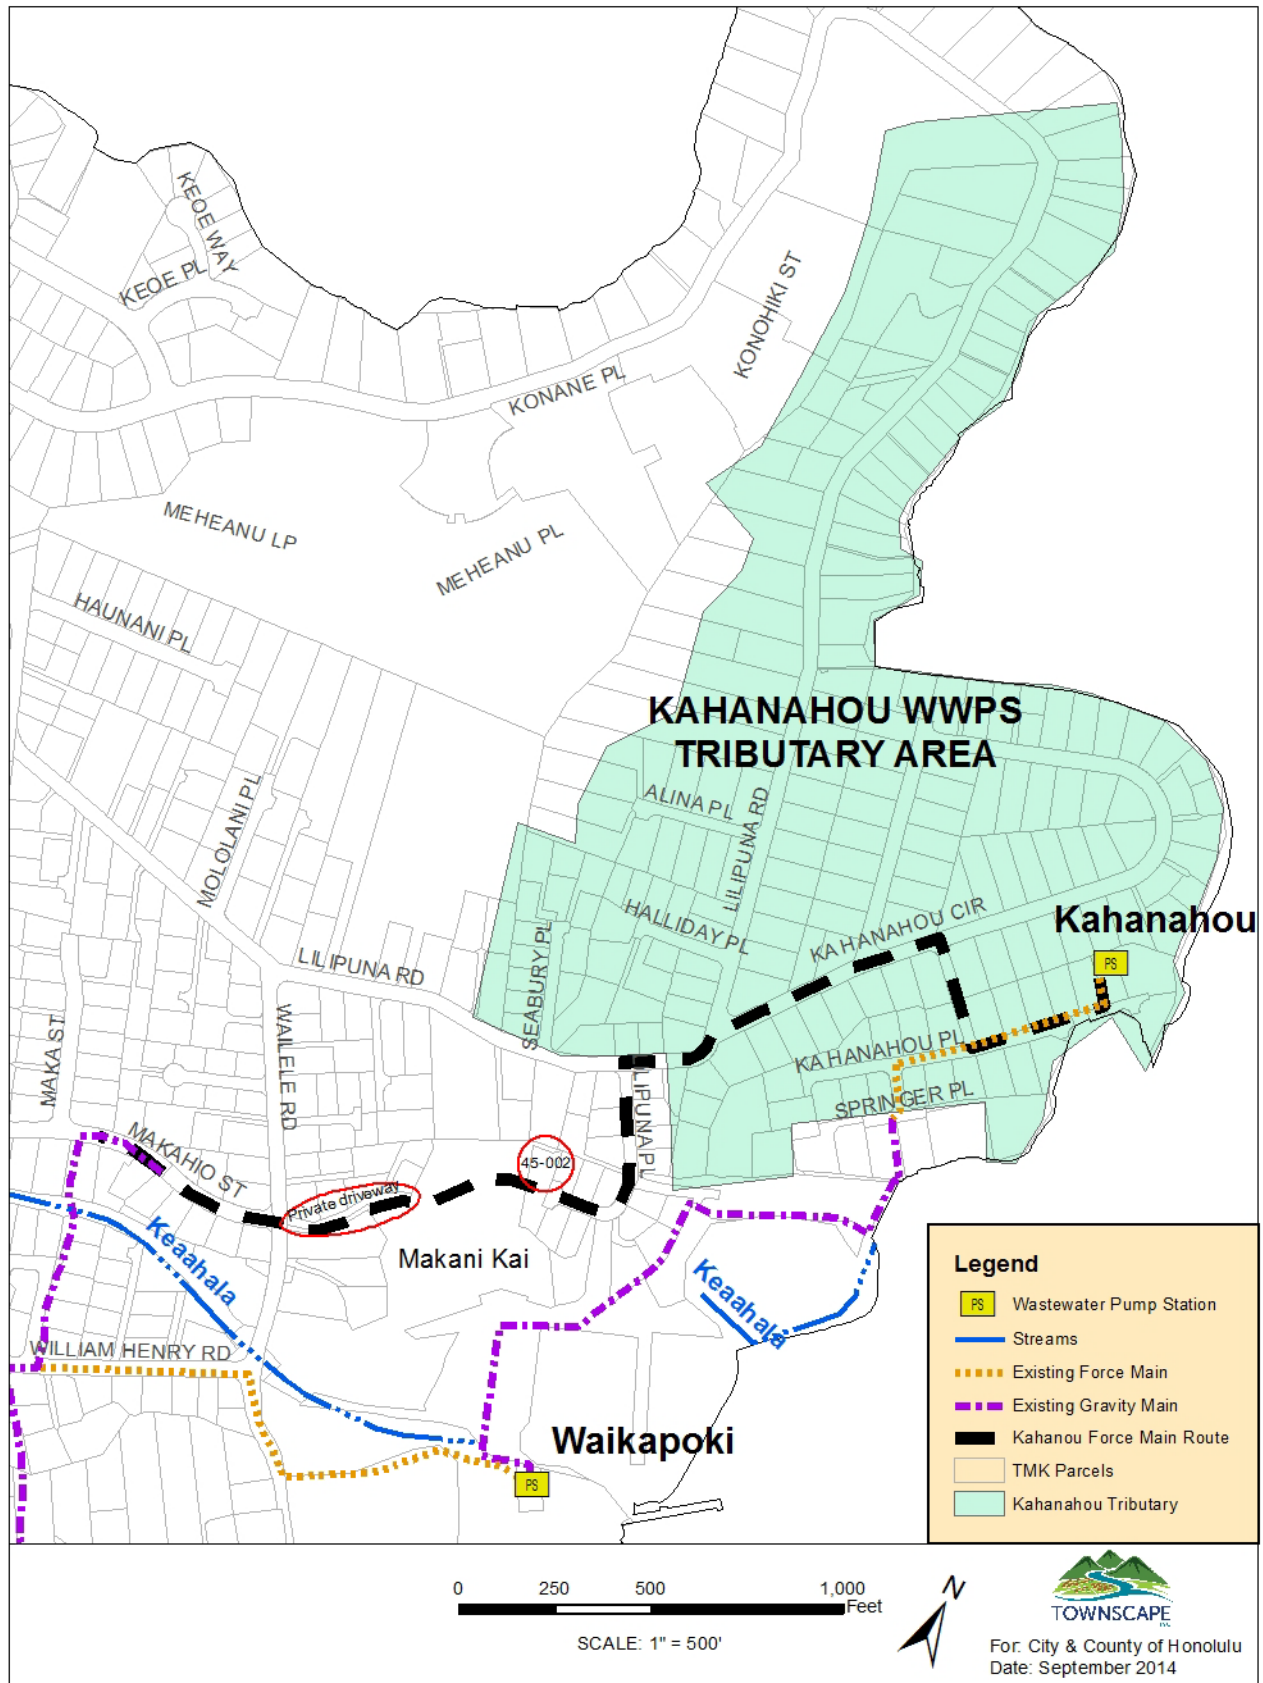 KEOE WAY
KEOE PL
KONOHIKI ST
KONANE PL
MEHEANU LP
MEHEANU PL
HAUNANI PL
KAHANAHOU WWPS
TRIBUTARY AREA
MOLOLANI PL
ALINA PL
LILIPUNA RD
HALLIDAY PL
KAHANAHOU CIR
Kahanahou
PS
LILIPUNA RD
SEABURY PL
MAKA ST
WAILELE RD
KAHANAHOU PL
SPRINGER PL
LILIPUNA PL
MAKAHIO ST
45-002
Private driveway
Makani Kai
Keaahala
Keaahala
WILLIAM HENRY RD
Waikapoki
PS
Legend
PS Wastewater Pump Station
Streams
Existing Force Main
Existing Gravity Main
Kahanou Force Main Route
TMK Parcels
Kahanahou Tributary
0 250 500 1,000
Feet
SCALE: 1" = 500'
N
TOWNSCAPE
For: City & County of Honolulu
Date: September 2014